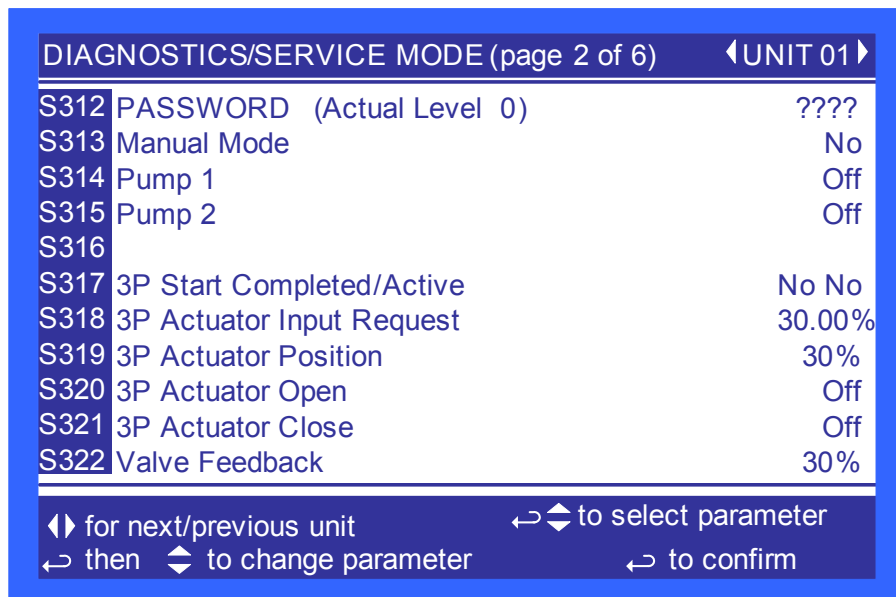 DIAGNOSTICS/SERVICE MODE (page 2 of 6) UNIT 01
S312 PASSWORD (Actual Level 0) ????
S313 Manual Mode No
S314 Pump 1 Off
S315 Pump 2 Off
S316
S317 3P Start Completed/Active No No
S318 3P Actuator Input Request 30.00%
S319 3P Actuator Position 30%
S320 3P Actuator Open Off
S321 3P Actuator Close Off
S322 Valve Feedback 30%
for next/previous unit to select parameter
then to change parameter to confirm